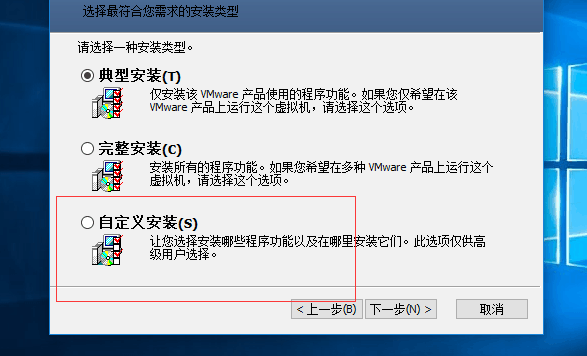 选择最符合您需求的安装类型
请选择一种安装类型。
典型安装(T)
仅安装该 VMware 产品使用的程序功能。如果您仅希望在该
VMware 产品上运行这个虚拟机，请选择这个选项。
完整安装(C)
安装所有的程序功能。如果您希望在多种 VMware 产品上运行这个
虚拟机，请选择这个选项。
自定义安装(S)
让您选择安装哪些程序功能以及在哪里安装它们。此选项仅供高
级用户选择。
< 上一步(B) 下一步(N) > 取消